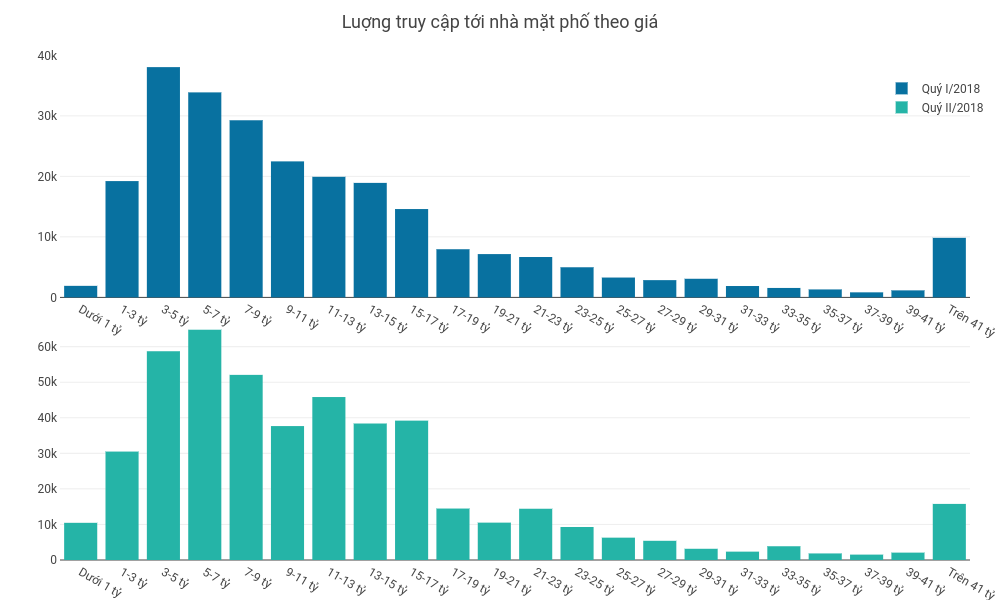 Lượng truy cập tới nhà mặt phố theo giá
Quý I/2018
Quý II/2018
40k
30k
20k
10k
0
Dưới 1 tỷ
1-3 tỷ
3-5 tỷ
5-7 tỷ
7-9 tỷ
9-11 tỷ
11-13 tỷ
13-15 tỷ
15-17 tỷ
17-19 tỷ
19-21 tỷ
21-23 tỷ
23-25 tỷ
25-27 tỷ
27-29 tỷ
29-31 tỷ
31-33 tỷ
33-35 tỷ
35-37 tỷ
37-39 tỷ
39-41 tỷ
Trên 41 tỷ
60k
50k
40k
30k
20k
10k
0
Dưới 1 tỷ
1-3 tỷ
3-5 tỷ
5-7 tỷ
7-9 tỷ
9-11 tỷ
11-13 tỷ
13-15 tỷ
15-17 tỷ
17-19 tỷ
19-21 tỷ
21-23 tỷ
23-25 tỷ
25-27 tỷ
27-29 tỷ
29-31 tỷ
31-33 tỷ
33-35 tỷ
35-37 tỷ
37-39 tỷ
39-41 tỷ
Trên 41 tỷ